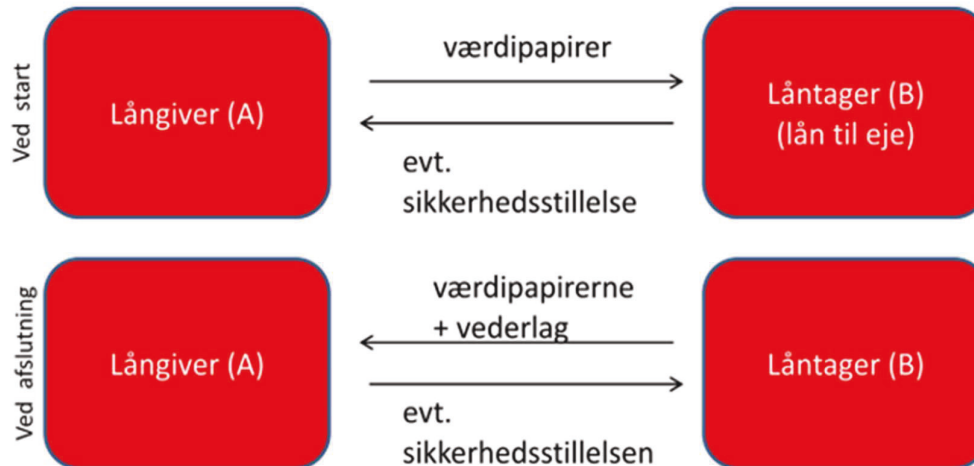 Ved start
Långiver (A)
værdipapirer
evt.
sikkerhedsstillelse
Låntager (B)
(lån til eje)
Ved afslutning
Långiver (A)
værdipapirerne
+ vederlag
evt.
sikkerhedsstillelsen
Låntager (B)